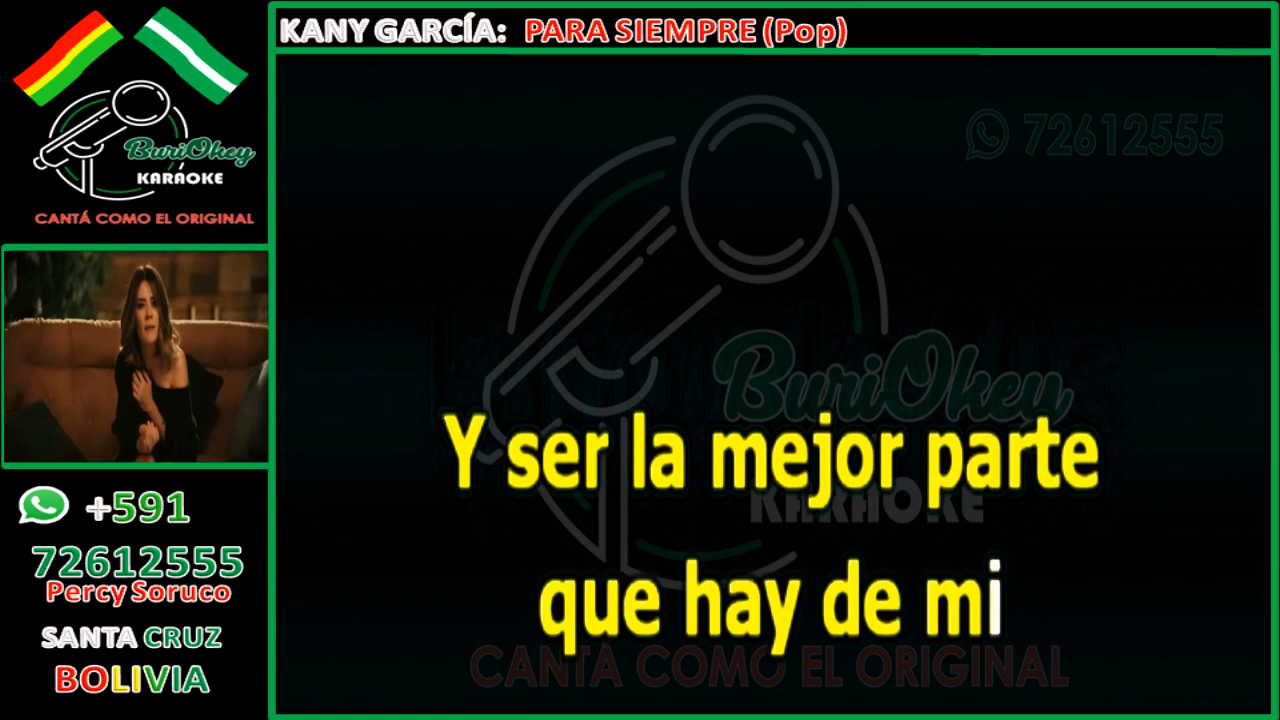 KANY GARCÍA: PARA SIEMPRE (Pop)
BuriOkey
KARAOKE
CANTÁ COMO EL ORIGINAL
+591
72612555
Percy Soruco
SANTA CRUZ
BOLIVIA
72612555
BuriOkey
Y ser la mejor parte
KARAOKE
que hay de mi
CANTA COMO EL ORIGINAL